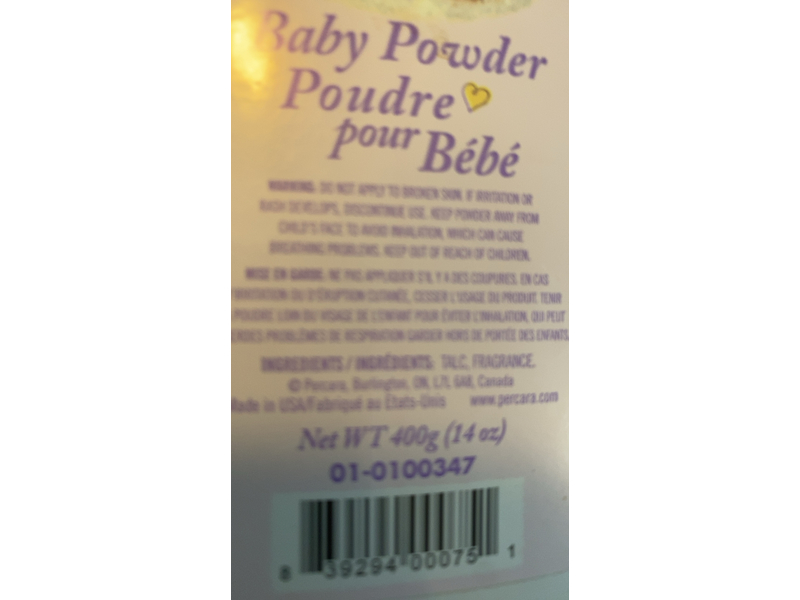 Baby Powder
Poudre
pour Bébé
WARNING: DO NOT APPLY TO BROKEN SKIN. IF IRRITATION OR
RASH DEVELOPS, DISCONTINUE USE. KEEP POWDER AWAY FROM
CHILD'S FACE TO AVOID INHALATION, WHICH CAN CAUSE
BREATHING PROBLEMS. KEEP OUT OF REACH OF CHILDREN.
MISE EN GARDE: NE PAS APPLIQUER S'IL Y A DES COUPURES. EN CAS
IRRITATION OU D'ÉRUPTION CUTANÉE, CESSER L'USAGE DU PRODUIT. TENIR
POUDRE LOIN DU VISAGE DE L'ENFANT POUR ÉVITER L'INHALATION, QUI PEUT
PROBLÈMES DE RESPIRATION GARDER HORS DE PORTÉE DES ENFANTS
INGREDIENTS / INGRÉDIENTS: TALC, FRAGRANCE.
© Percara, Burlington, ON, L7L 6A8, Canada
Made in USA/Fabriqué au États-Unis www.percara.com
Net WT 400g (14 oz)
01-0100347
8 39294 00075 1